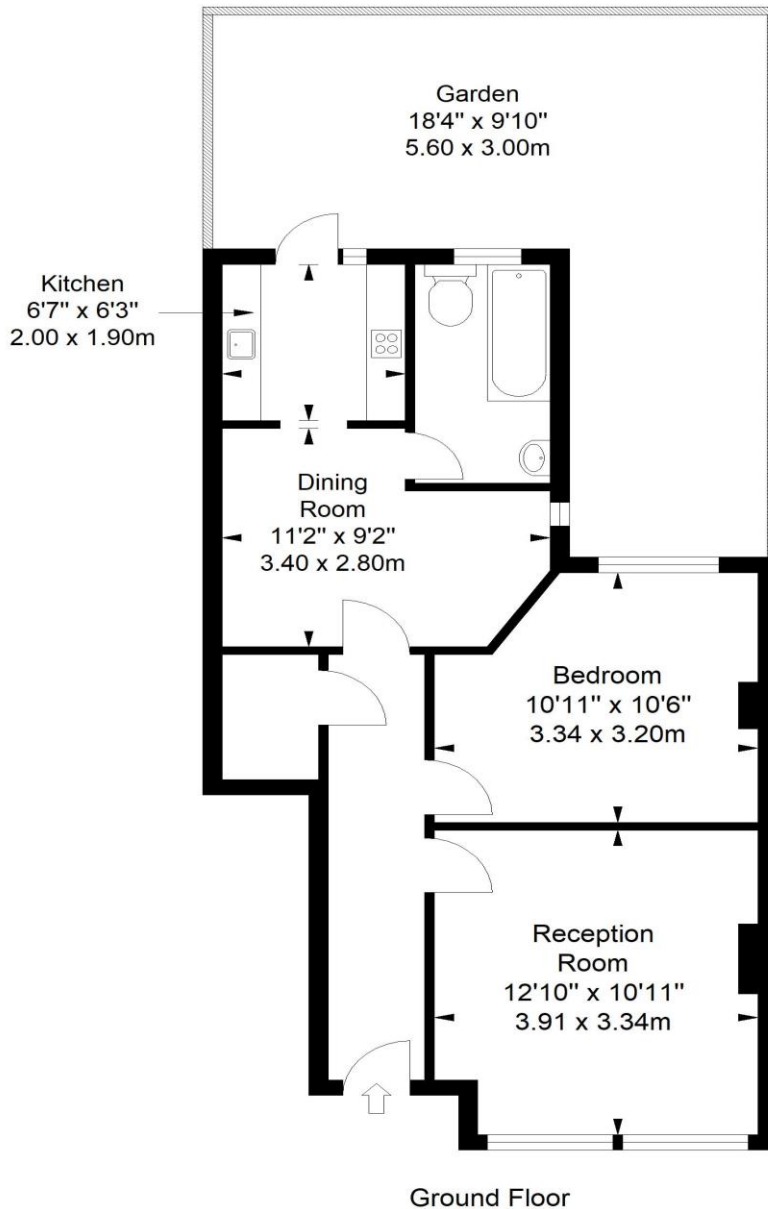 Garden
18'4" x 9'10"
5.60 x 3.00m
Kitchen
6'7" x 6'3"
2.00 x 1.90m
Dining
Room
11'2" x 9'2"
3.40 x 2.80m
Bedroom
10'11" x 10'6"
3.34 x 3.20m
Reception
Room
12'10" x 10'11"
3.91 x 3.34m
Ground Floor